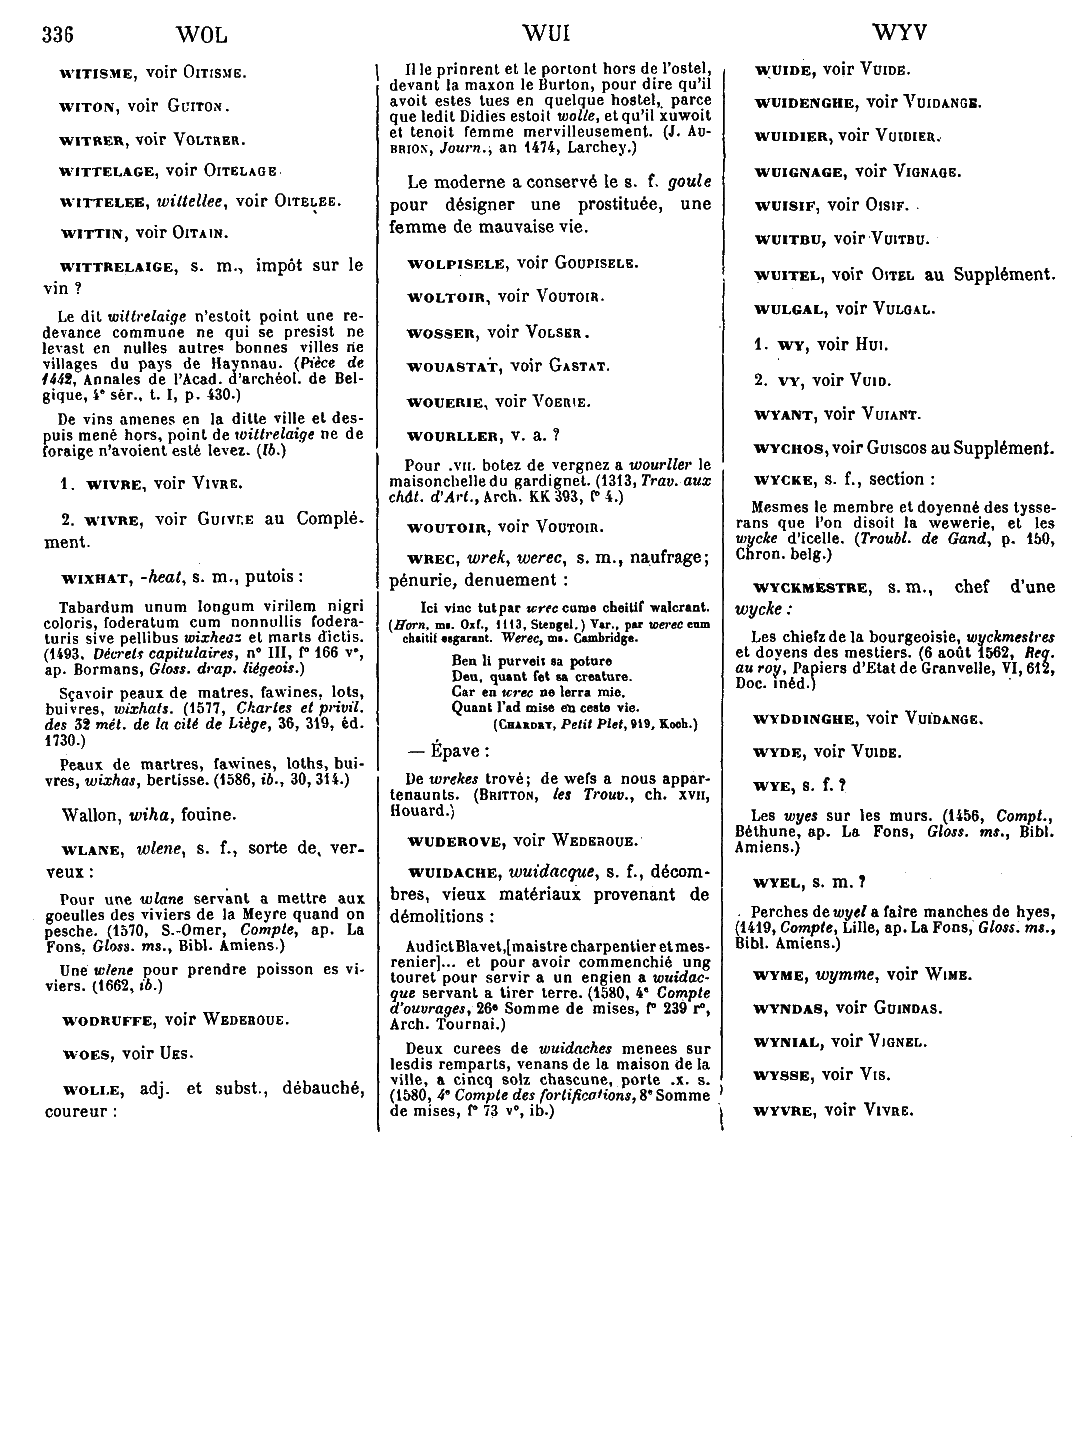 336 WOL WUI WYV
WITISME, voir OITISME.
WITON, voir GUITON.
WITRER, voir VOLTRER.
WITTELAGE, voir OITELAGE.
WITTELEE, wittellee, voir OITELEE.
WITTIN, voir OITAIN.
WITTRELAIGE, s. m., impôt sur le
vin ?
Le dit wittrelaige n'estoit point une re-
devance commune ne qui se presist ne
levast en nulles autres bonnes villes ne
villages du pays de Haynnau. (Pièce de
1442, Annales de l'Acad. d'archéol. de Bel-
gique, 4e sér., t. I, p. 430.)
De vins amenes en la ditte ville et des-
puis mené hors, point de wittrelaige ne de
foraige n'avoient esté levez. (Ib.)
1. WIVRE, voir VIVRE.
2. WIVRE, voir GUIVRE au Complé-
ment.
WIXHAT, -heat, s. m., putois :
Tabardum unum longum virilem nigri
coloris, foderatum cum nonnullis fodera-
turis sive pellibus wixheaz et marts dictis.
(1493, Décrets capitulaires, n° III, f° 166 v°,
ap. Bormans, Gloss. drap. liégeois.)
Sçavoir peaux de matres, fawines, lots,
buivres, wixhats. (1577, Chartes et privil.
des 32 mét. de la cité de Liège, 36, 319, éd.
1730.)
Peaux de martres, fawines, loths, bui-
vres, wixhas, bertisse. (1586, ib., 30, 314.)
Wallon, wiha, fouine.
WLANE, wlene, s. f., sorte de ver-
veux :
Pour une wlane servant a mettre aux
goeulles des viviers de la Meyre quand on
pesche. (1570, S.-Omer, Compte, ap. La
Fons, Gloss. ms., Bibl. Amiens.)
Une wlene pour prendre poisson es vi-
viers. (1662, ib.)
WODRUFFE, voir WEDEROUE.
WOES, voir UES.
WOLLE, adj. et subst., débauché,
coureur :
Il le prinrent et le portont hors de l'ostel,
devant la maxon le Burton, pour dire qu'il
avoit estes tues en quelque hostel, parce
que ledit Didies estoit wolle, et qu'il xuwoit
et tenoit femme mervilleusement. (J. AU-
BRION, Journ., an 1474, Larchey.)
Le moderne a conservé le s. f. goule
pour désigner une prostituée, une
femme de mauvaise vie.
WOLPISELE, voir GOUPISELE.
WOLTOIR, voir VOUTOIR.
WOSSER, voir VOLSER.
WOUASTAT, voir GASTAT.
WOUERIE, voir VOERIE.
WOURLLER, v. a. ?
Pour .VII. botez de vergnez a wourller le
maisonchelle du gardignet. (1313, Trav. aux
chât. d'Art., Arch. KK 393, f° 4.)
WOUTOIR, voir VOUTOIR.
WREC, wrek, werec, s. m., naufrage;
pénurie, denuement :
Ici vinc tut par wrec cume cheitif walcrant.
(Horn, ms. Oxf., 1113, Stengel.) Var., par werec eum
chaitif esgarant. Werec, ms. Cambridge.
Ben li purveit sa poture
Deu, quant fet sa creature.
Car en wrec ne lerra mie,
Quant l'ad mise en ceste vie.
(CHARDRY, Petit Plet, 919, Koch.)
— Épave :
De wrekes trové; de wefs a nous appar-
tenaunts. (BRITTON, les Trouv., ch. XVII,
Houard.)
WUDEROVE, voir WEDEROUE.
WUIDACHE, wuidacque, s. f., décom-
bres, vieux matériaux provenant de
démolitions :
Audict Blavet, [maistre charpentier et mes-
renier]... et pour avoir commenchié ung
touret pour servir a un engien a wuidac-
que servant a tirer terre. (1580, 4e Compte
d'ouvrages, 26e Somme de mises, f° 239 r°,
Arch. Tournai.)
Deux curees de wuidaches menees sur
lesdis remparts, venans de la maison de la
ville, a cincq solz chascune, porte .x. s.
(1580, 4e Compte des fortifications, 8e Somme
de mises, f° 73 v°, ib.)
WUIDE, voir VUIDE.
WUIDENGHE, voir VUIDANGE.
WUIDIER, voir VUIDIER.
WUIGNAGE, voir VIGNAGE.
WUISIF, voir OISIF.
WUITBU, voir VUITBU.
WUITEL, voir OITEL au Supplément.
WULGAL, voir VULGAL.
1. WY, voir HUI.
2. VY, voir VUID.
WYANT, voir VUIANT.
WYCHOS, voir GUISCOS au Supplément.
WYCKE, s. f., section :
Mesmes le membre et doyenné des tysse-
rans que l'on disoit la wewerie, et les
wycke d'icelle. (Troubl. de Gand, p. 150,
Chron. belg.)
WYCKMESTRE, s. m., chef d'une
wycke :
Les chiefz de la bourgeoisie, wyckmestres
et doyens des mestiers. (6 août 1562, Req.
au roy, Papiers d'Etat de Granvelle, VI, 612,
Doc. inéd.)
WYDDINGHE, voir VUIDANGE.
WYDE, voir VUIDE.
WYE, s. f. ?
Les wyes sur les murs. (1456, Compt.,
Béthune, ap. La Fons, Gloss. ms., Bibl.
Amiens.)
WYEL, s. m. ?
Perches de wyel a faire manches de hyes,
(1419, Compte, Lille, ap. La Fons, Gloss. ms.,
Bibl. Amiens.)
WYME, wymme, voir WIME.
WYNDAS, voir GUINDAS.
WYNIAL, voir VIGNEL.
WYSSE, voir VIS.
WYVRE, voir VIVRE.